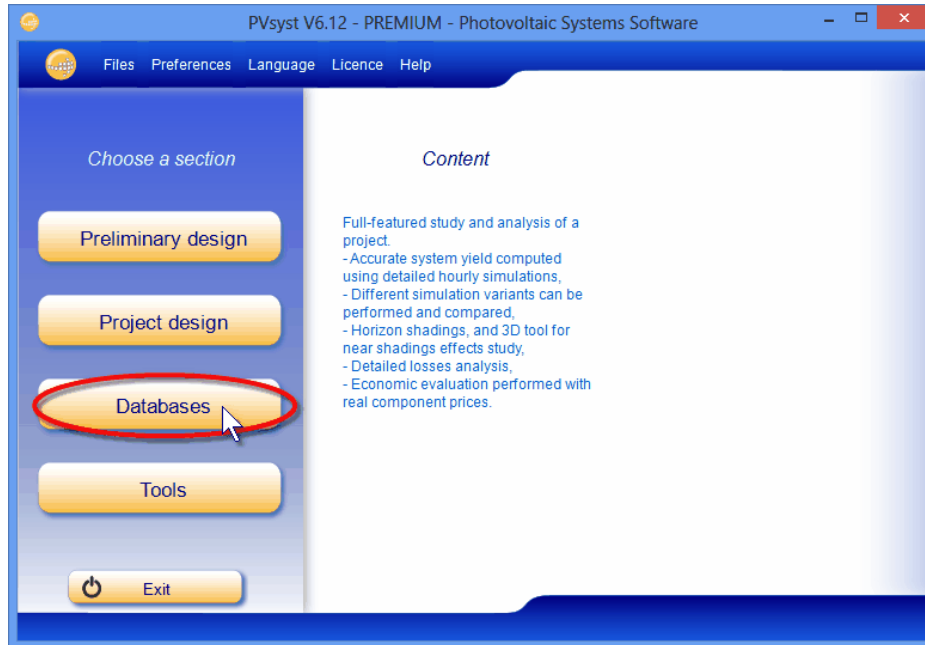 PVsyst V6.12 - PREMIUM - Photovoltaic Systems Software
Files Preferences Language Licence Help
Choose a section
Preliminary design
Project design
Databases
Tools
Exit
Content
Full-featured study and analysis of a
project.
- Accurate system yield computed
using detailed hourly simulations,
- Different simulation variants can be
performed and compared,
- Horizon shadings, and 3D tool for
near shadings effects study,
- Detailed losses analysis,
- Economic evaluation performed with
real component prices.